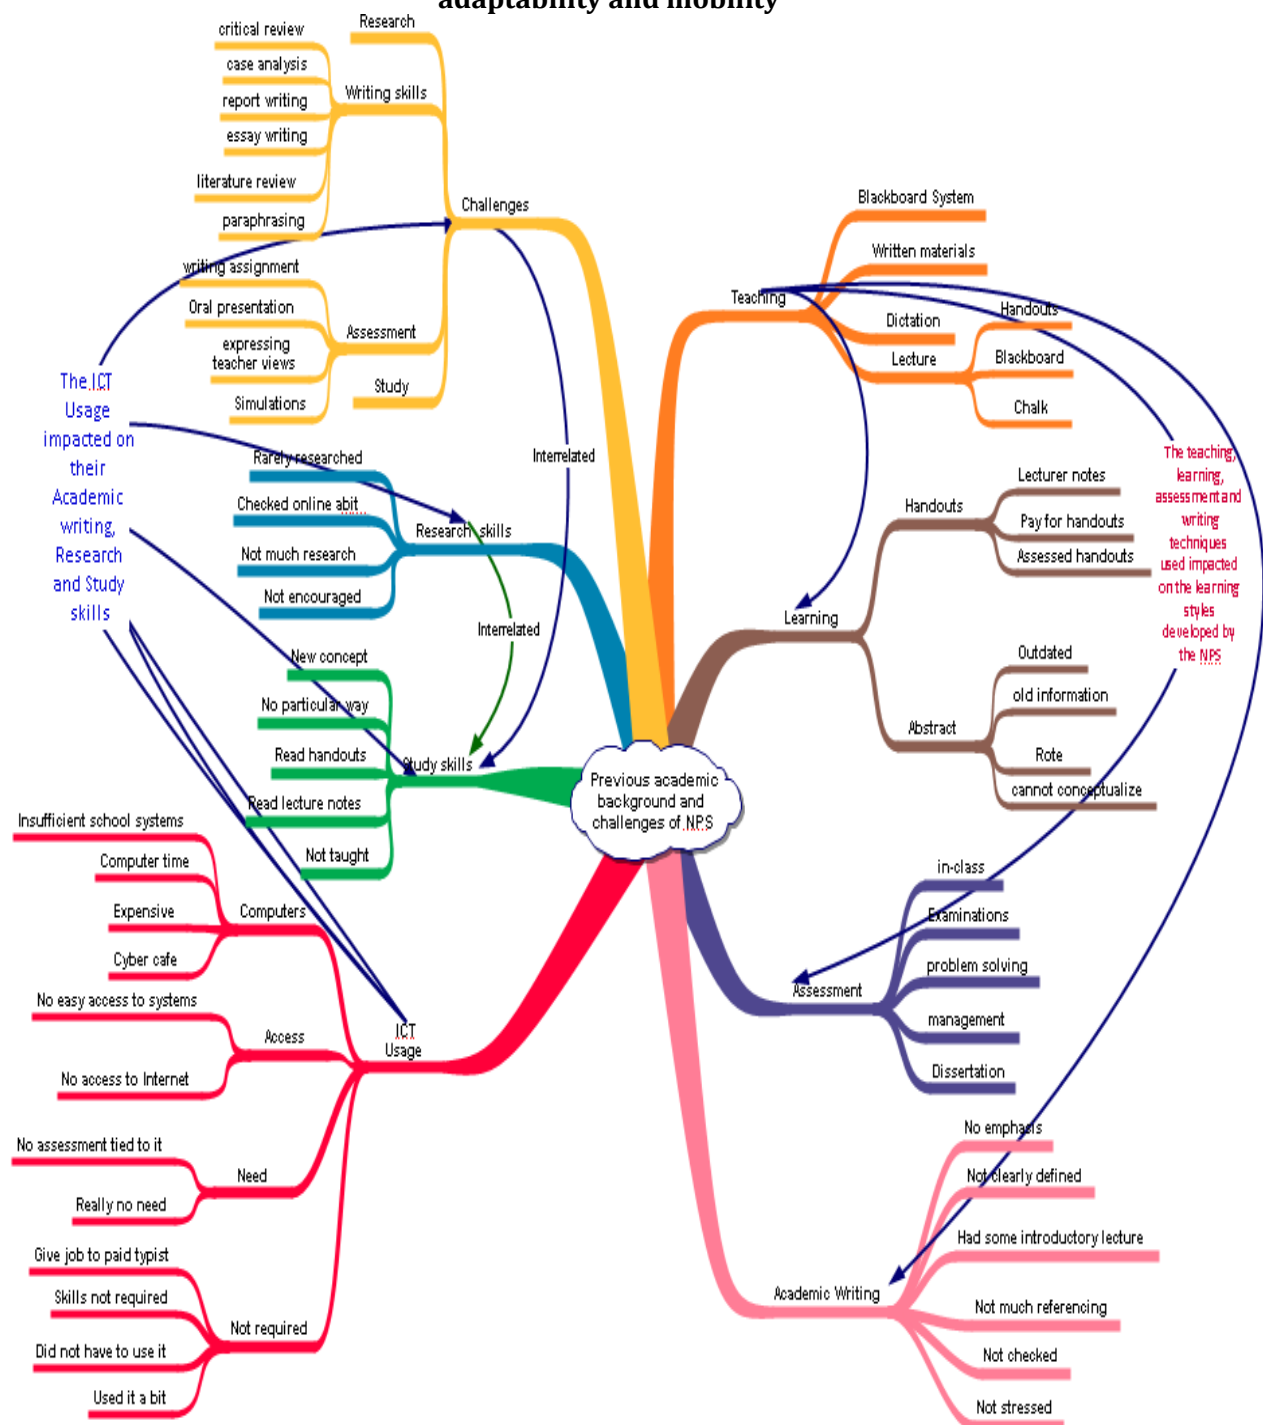 adaptability and mobility
Research
critical review
case analysis
report writing
essay writing
literature review
paraphrasing
Writing skills
Challenges
writing assignment
Oral presentation
expressing
teacher views
Simulations
Assessment
Study
The ICT
Usage
impacted on
their
Academic
writing,
Research
and Study
skills
Interrelated
Rarely researched
Checked online abit
Not much research
Not encouraged
Research skills
Interrelated
New concept
No particular way
Read handouts
Read lecture notes
Not taught
Study skills
Previous academic
background and
challenges of NPS
Insufficient school systems
Computer time
Expensive
Cyber cafe
Computers
No easy access to systems
No access to Internet
Access
ICT
Usage
No assessment tied to it
Really no need
Need
Give job to paid typist
Skills not required
Did not have to use it
Used it a bit
Not required
Teaching
Blackboard System
Written materials
Dictation
Lecture
Handouts
Blackboard
Chalk
The teaching,
learning,
assessment and
writing
techniques
used impacted
on the learning
styles
developed by
the NPS
Learning
Handouts
Lecturer notes
Pay for handouts
Assessed handouts
Abstract
Outdated
old information
Rote
cannot conceptualize
Assessment
in-class
Examinations
problem solving
management
Dissertation
Academic Writing
No emphasis
Not clearly defined
Had some introductory lecture
Not much referencing
Not checked
Not stressed